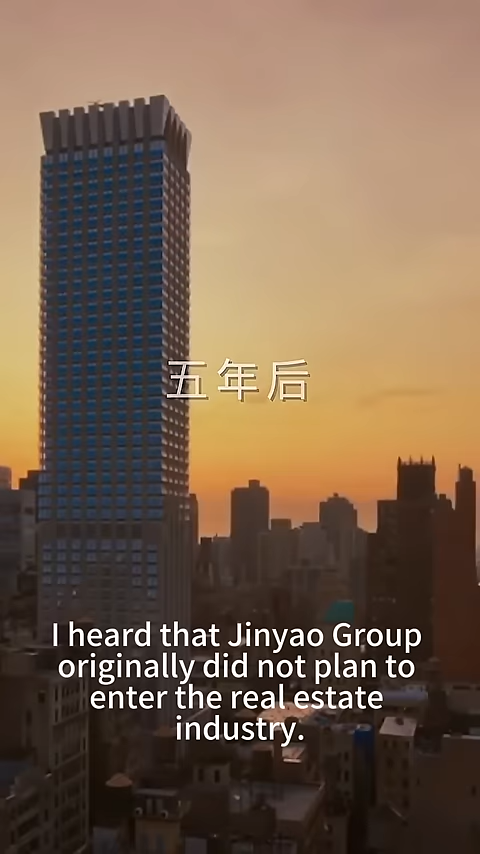 五年后
I heard that Jinyao Group
originally did not plan to
enter the real estate
industry.